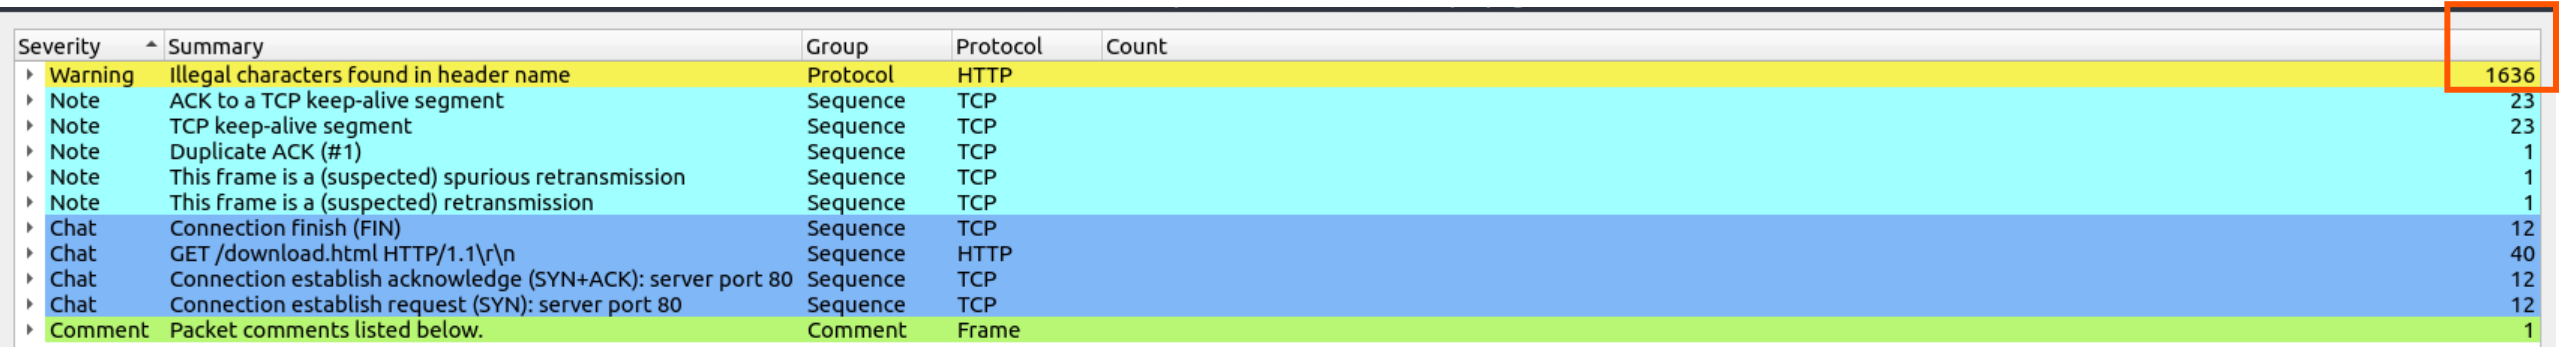 Severity Summary Group Protocol Count
Warning Illegal characters found in header name Protocol HTTP 1636
Note ACK to a TCP keep-alive segment Sequence TCP 23
Note TCP keep-alive segment Sequence TCP 23
Note Duplicate ACK (#1) Sequence TCP 1
Note This frame is a (suspected) spurious retransmission Sequence TCP 1
Note This frame is a (suspected) retransmission Sequence TCP 1
Chat Connection finish (FIN) Sequence TCP 12
Chat GET /download.html HTTP/1.1\r\n Sequence HTTP 40
Chat Connection establish acknowledge (SYN+ACK): server port 80 Sequence TCP 12
Chat Connection establish request (SYN): server port 80 Sequence TCP 12
Comment Packet comments listed below. Comment Frame 1